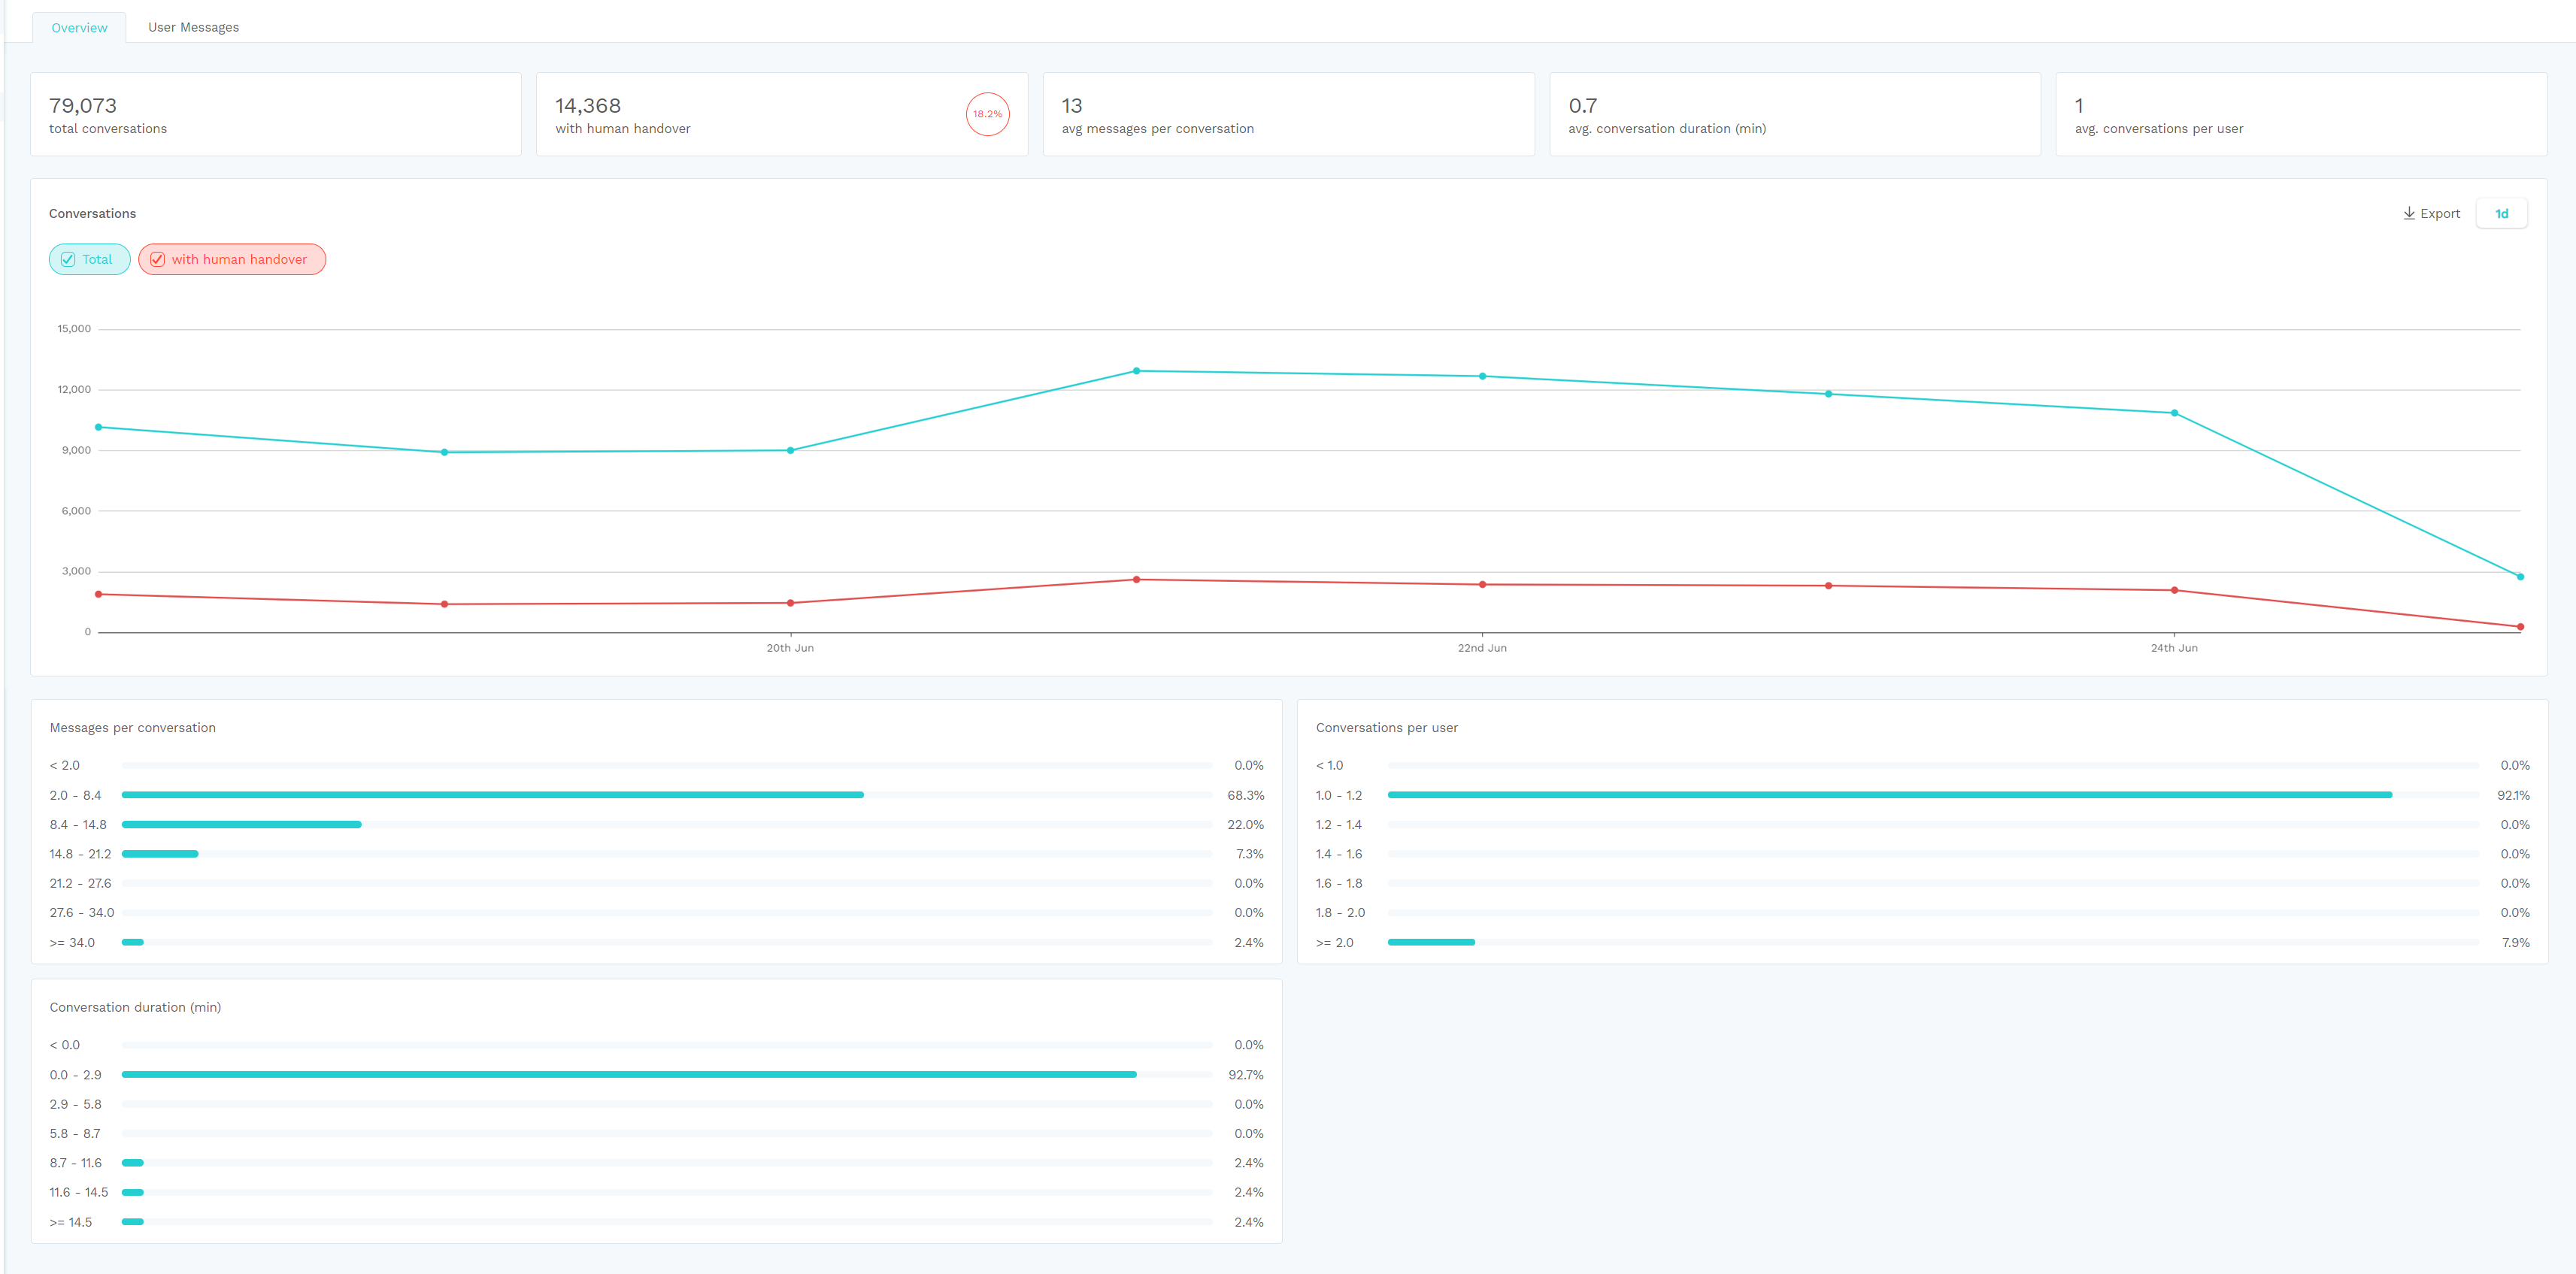 Overview User Messages
79,073
total conversations
14,368
with human handover
18.2%
13
avg messages per conversation
0.7
avg. conversation duration (min)
1
avg. conversations per user
Conversations
Export 1d
Total with human handover
15,000
12,000
9,000
6,000
3,000
0
20th Jun 22nd Jun 24th Jun
Messages per conversation
< 2.0 0.0%
2.0 - 8.4 68.3%
8.4 - 14.8 22.0%
14.8 - 21.2 7.3%
21.2 - 27.6 0.0%
27.6 - 34.0 0.0%
>= 34.0 2.4%
Conversations per user
< 1.0 0.0%
1.0 - 1.2 92.1%
1.2 - 1.4 0.0%
1.4 - 1.6 0.0%
1.6 - 1.8 0.0%
1.8 - 2.0 0.0%
>= 2.0 7.9%
Conversation duration (min)
< 0.0 0.0%
0.0 - 2.9 92.7%
2.9 - 5.8 0.0%
5.8 - 8.7 0.0%
8.7 - 11.6 2.4%
11.6 - 14.5 2.4%
>= 14.5 2.4%